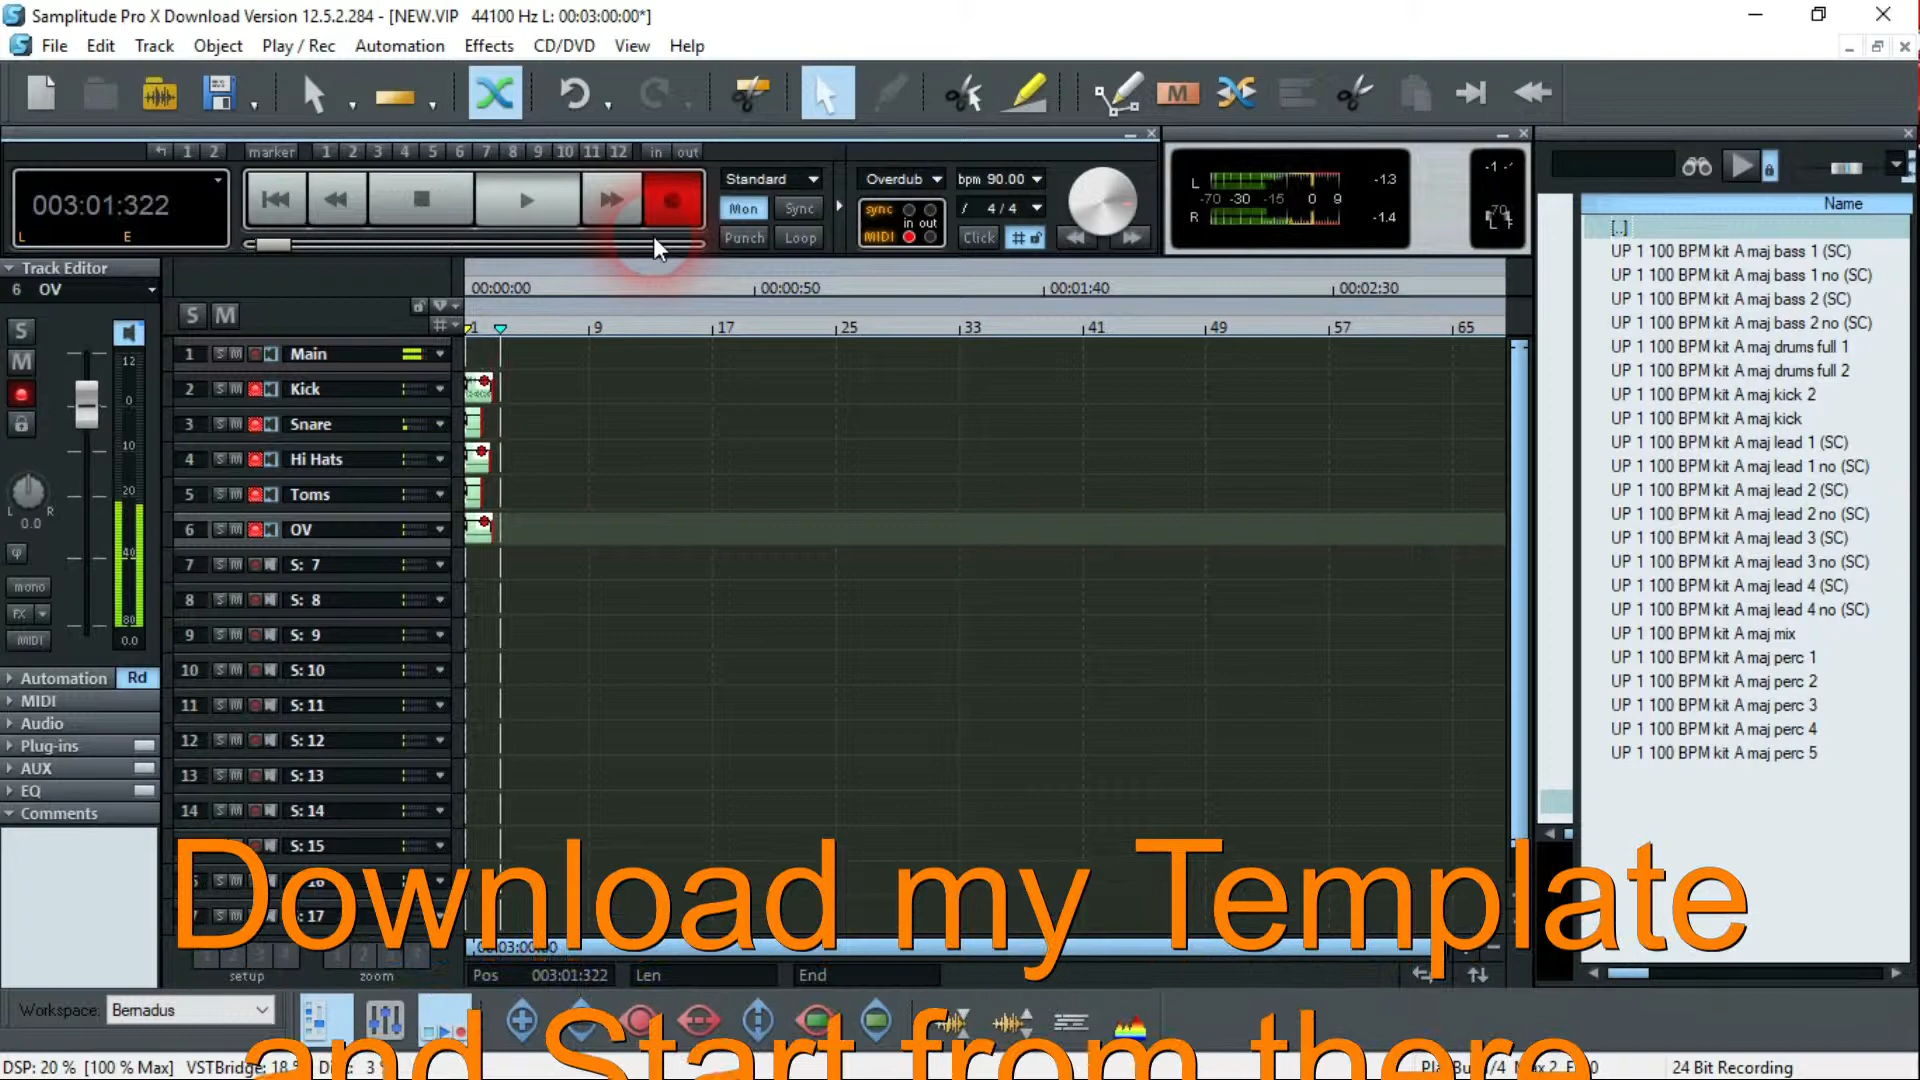 Samplitude Pro X Download Version 12.5.2.284 - [NEW.VIP 44100 Hz L: 00:03:00:00*]
File Edit Track Object Play / Rec Automation Effects CD/DVD View Help
M
1 2 marker 1 2 3 4 5 6 7 8 9 10 11 12 in out
003:01:322
L E
Standard
Mon Sync
Punch Loop
Overdub bpm 90.00
sync in out MIDI
/ 4/4
Click #
L -70 -30 -15 0 9 -1.3
R -1.4
Name
[..]
UP 1 100 BPM kit A maj bass 1 (SC)
UP 1 100 BPM kit A maj bass 1 no (SC)
UP 1 100 BPM kit A maj bass 2 (SC)
UP 1 100 BPM kit A maj bass 2 no (SC)
UP 1 100 BPM kit A maj drums full 1
UP 1 100 BPM kit A maj drums full 2
UP 1 100 BPM kit A maj kick 2
UP 1 100 BPM kit A maj kick
UP 1 100 BPM kit A maj lead 1 (SC)
UP 1 100 BPM kit A maj lead 1 no (SC)
UP 1 100 BPM kit A maj lead 2 (SC)
UP 1 100 BPM kit A maj lead 2 no (SC)
UP 1 100 BPM kit A maj lead 3 (SC)
UP 1 100 BPM kit A maj lead 3 no (SC)
UP 1 100 BPM kit A maj lead 4 (SC)
UP 1 100 BPM kit A maj lead 4 no (SC)
UP 1 100 BPM kit A maj mix
UP 1 100 BPM kit A maj perc 1
UP 1 100 BPM kit A maj perc 2
UP 1 100 BPM kit A maj perc 3
UP 1 100 BPM kit A maj perc 4
UP 1 100 BPM kit A maj perc 5
Track Editor
6 OV
S
M
12
0
10
20
40
80
L R
0.0
mono
FX
MIDI
0.0
Automation Rd
MIDI
Audio
Plug-ins
AUX
EQ
Comments
S M
00:00:00 00:00:50 00:01:40 00:02:30
1 9 17 25 33 41 49 57 65
1 S M Main
2 S M Kick
3 S M Snare
4 S M Hi Hats
5 S M Toms
6 S M OV
7 S M S: 7
8 S M S: 8
9 S M S: 9
10 S M S: 10
11 S M S: 11
12 S M S: 12
13 S M S: 13
14 S M S: 14
S: 15
17
Download my Template
and Start from there
setup zoom
Pos 003:01:322 Len End
Workspace: Bernadus
DSP: 20 % [100 % Max] VSTBridge: 18
24 Bit Recording